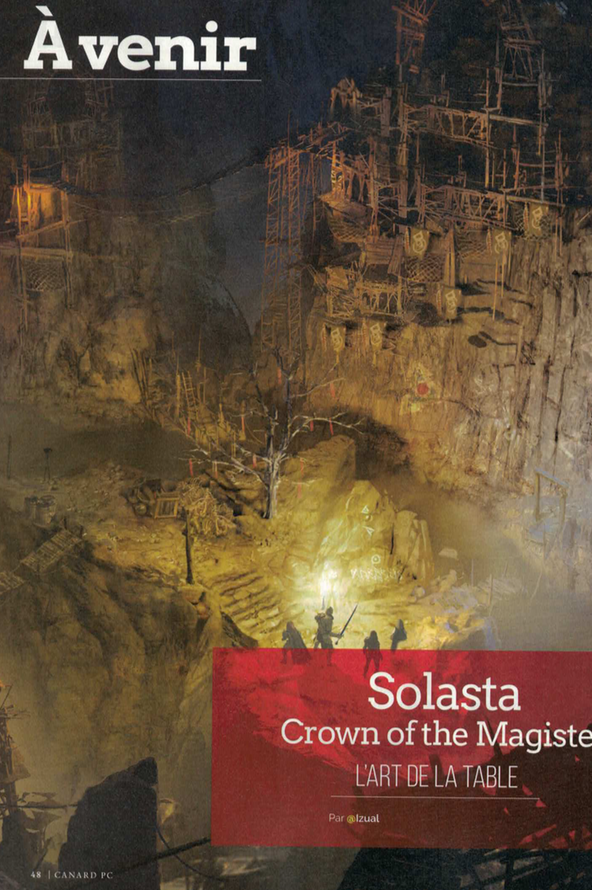 À venir
Solasta
Crown of the Magiste
L'ART DE LA TABLE
Par @Izual
48 | CANARD PC